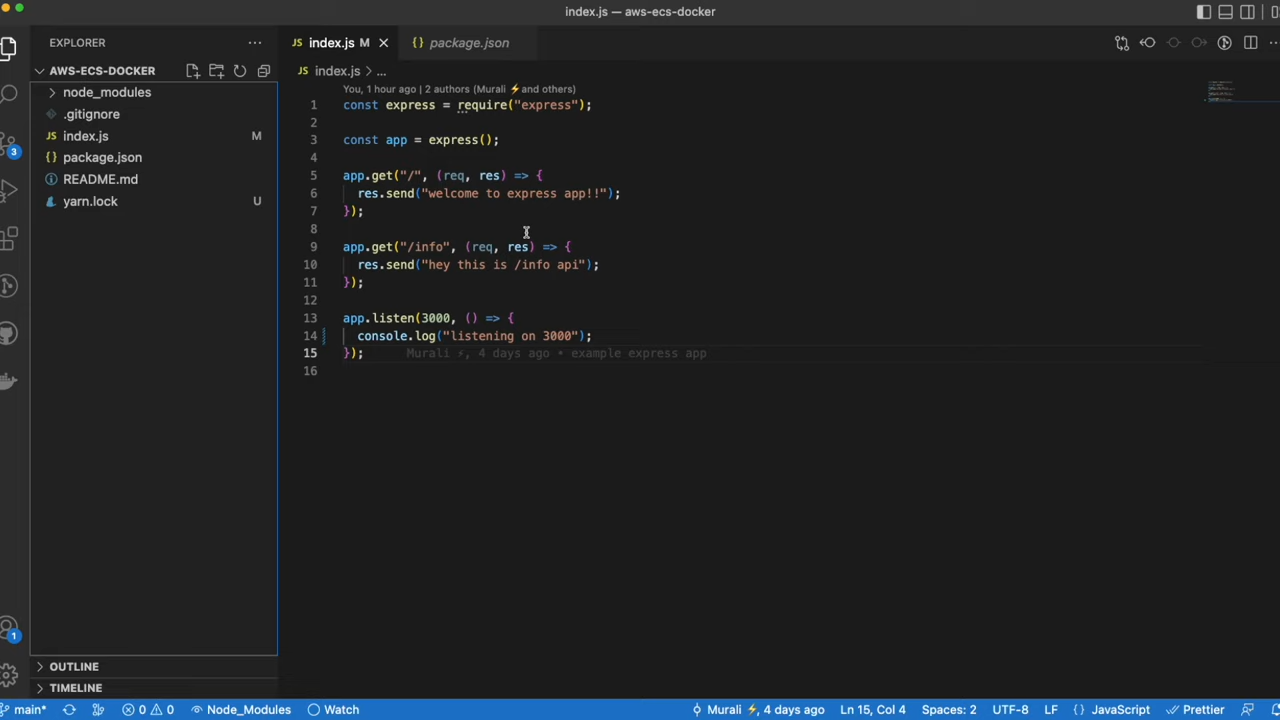 index.js — aws-ecs-docker
EXPLORER
index.js M
package.json
AWS-ECS-DOCKER
index.js > ...
node_modules
.gitignore
index.js M
package.json
README.md
yarn.lock U
You, 1 hour ago | 2 authors (Murali ⚡and others)
1 const express = require("express");
2
3 const app = express();
4
5 app.get("/", (req, res) => {
6 res.send("welcome to express app!!");
7 });
8
9 app.get("/info", (req, res) => {
10 res.send("hey this is /info api");
11 });
12
13 app.listen(3000, () => {
14 console.log("listening on 3000");
15 }); Murali ⚡, 4 days ago • example express app
16
3
1
OUTLINE
TIMELINE
main* 0 0 Node_Modules Watch Murali ⚡, 4 days ago Ln 15, Col 4 Spaces: 2 UTF-8 LF {} JavaScript Prettier